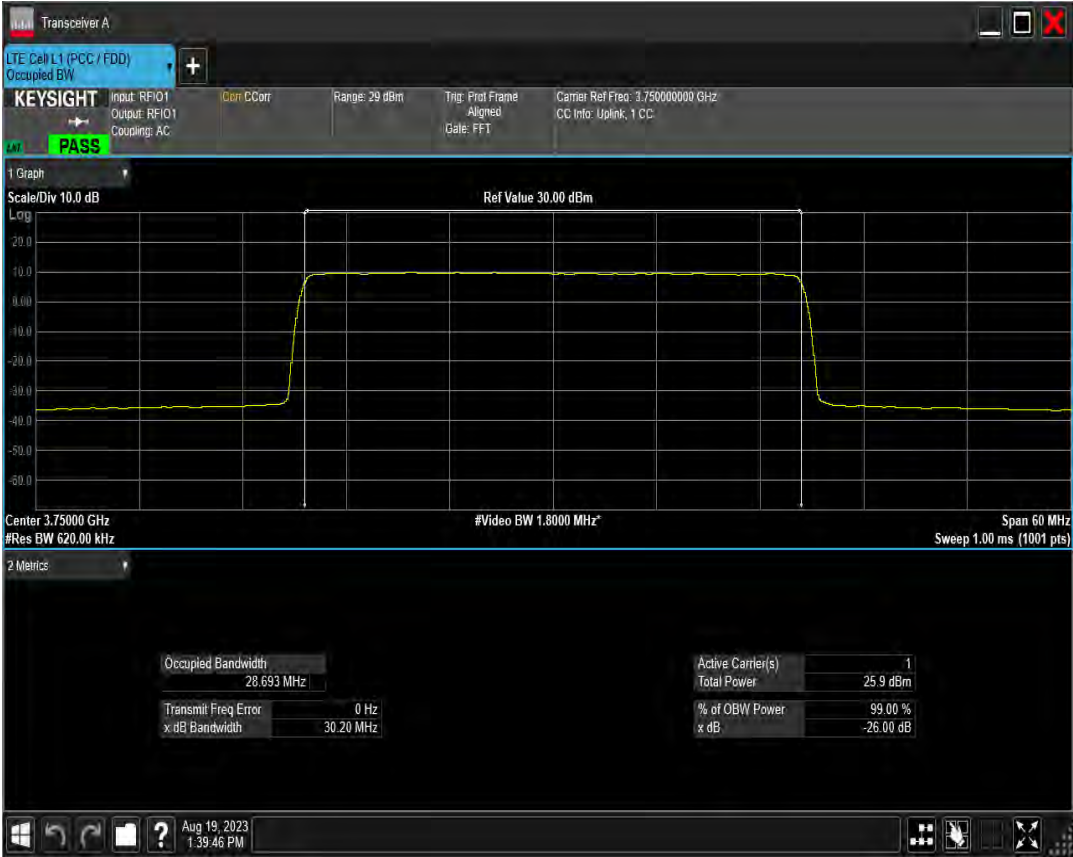 Transceiver A
LTE Cell L1 (PCC / FDD)
Occupied BW
+
KEYSIGHT
Input: RFIO1
Output: RFIO1
Coupling: AC
Corr CCorr
Range: 29 dBm
Trig: Prot Frame
Aligned
Gate: FFT
Carrier Ref Freq: 3.750000000 GHz
CC Info: Uplink, 1 CC
PASS
1 Graph
Scale/Div 10.0 dB
Ref Value 30.00 dBm
Log
20.0
10.0
0.00
-10.0
-20.0
-30.0
-40.0
-50.0
-60.0
Center 3.75000 GHz
#Video BW 1.8000 MHz*
Span 60 MHz
#Res BW 620.00 kHz
Sweep 1.00 ms (1001 pts)
2 Metrics
Occupied Bandwidth
28.693 MHz
Transmit Freq Error 0 Hz
x dB Bandwidth 30.20 MHz
Active Carrier(s) 1
Total Power 25.9 dBm
% of OBW Power 99.00 %
x dB -26.00 dB
?
Aug 19, 2023
1:39:46 PM